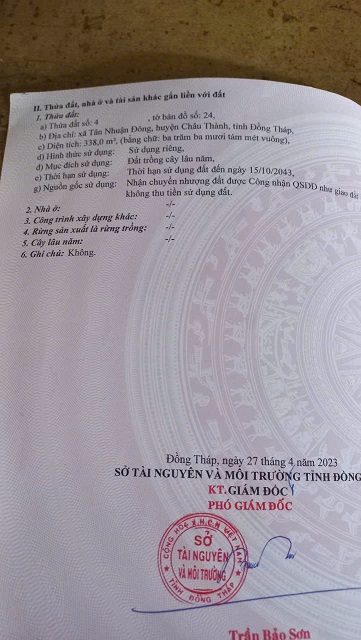 II. Thửa đất, nhà ở và tài sản khác gắn liền với đất
1. Thửa đất:
a) Thửa đất số: 4 , tờ bản đồ số: 24,
b) Địa chỉ: xã Tân Nhuận Đông, huyện Châu Thành, tỉnh Đồng Tháp,
c) Diện tích: 338,0 m², (bằng chữ: ba trăm ba mươi tám mét vuông),
d) Hình thức sử dụng: Sử dụng riêng,
đ) Mục đích sử dụng: Đất trồng cây lâu năm,
e) Thời hạn sử dụng: Thời hạn sử dụng đất đến ngày 15/10/2043,
g) Nguồn gốc sử dụng: Nhận chuyển nhượng đất được Công nhận QSDĐ như giao đất
không thu tiền sử dụng đất.
2. Nhà ở: -/-
3. Công trình xây dựng khác: -/-
4. Rừng sản xuất là rừng trồng: -/-
5. Cây lâu năm: -/-
6. Ghi chú: Không.
Đồng Tháp, ngày 27 tháng 4 năm 2023
SỞ TÀI NGUYÊN VÀ MÔI TRƯỜNG TỈNH ĐỒNG
KT. GIÁM ĐỐC
PHÓ GIÁM ĐỐC
CỘNG HÒA X.H.C.N VIỆT NAM
SỞ
TÀI NGUYÊN
VÀ MÔI TRƯỜNG
TỈNH ĐỒNG THÁP
Trần Bảo Sơn